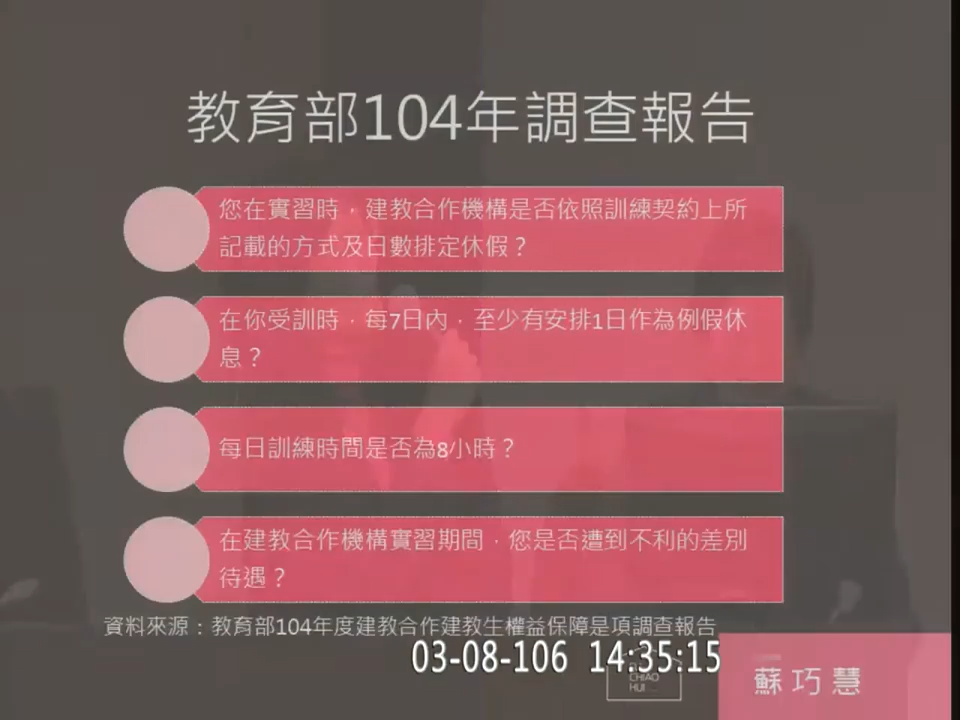 教育部104年調查報告
您在實習時，建教合作機構是否依照訓練契約上所
記載的方式及日數排定休假？
在你受訓時，每7日內，至少有安排1日作為例假休
息？
每日訓練時間是否為8小時？
在建教合作機構實習期間，您是否遭到不利的差別
待遇？
資料來源：教育部104年度建教合作建教生權益保障是項調查報告
03-08-106 14:35:15
CHIAO
HUI
蘇巧慧